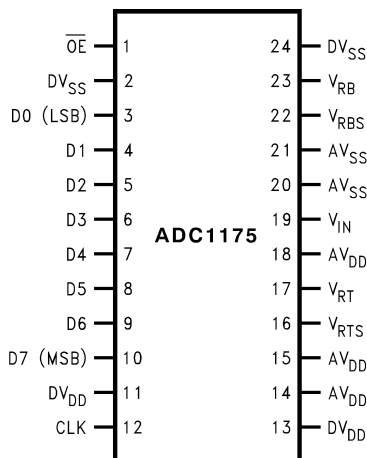 OE 1 24 DVSS
DVSS 2 23 VRB
D0 (LSB) 3 22 VRBS
D1 4 21 AVSS
D2 5 20 AVSS
D3 6 19 VIN
ADC1175
D4 7 18 AVDD
D5 8 17 VRT
D6 9 16 VRTS
D7 (MSB) 10 15 AVDD
DVDD 11 14 AVDD
CLK 12 13 DVDD